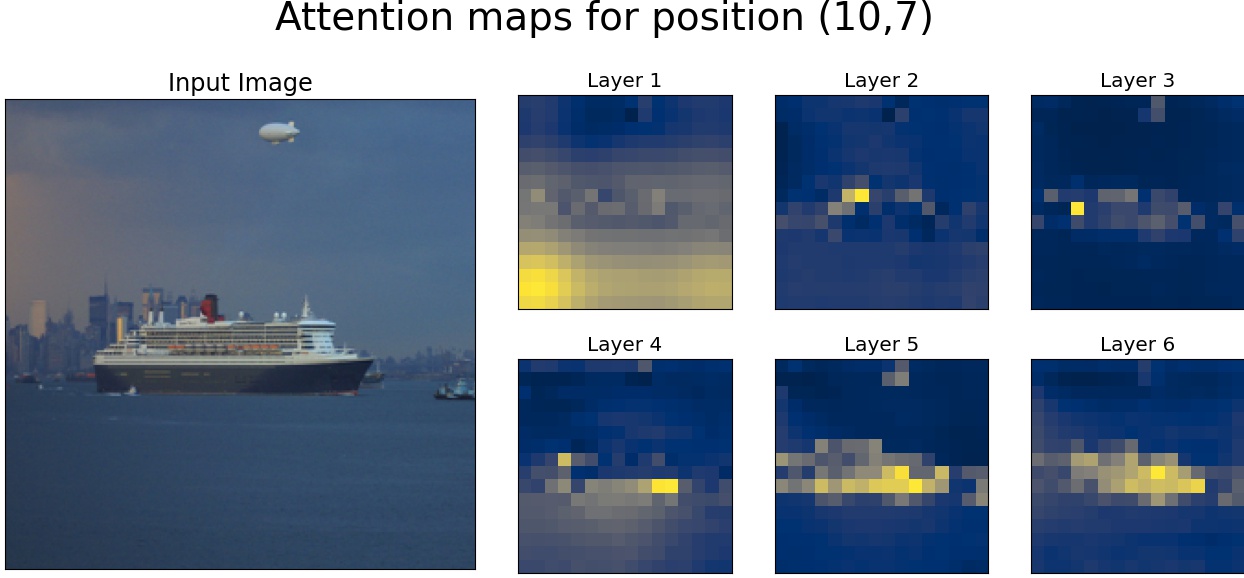 Attention maps for position (10,7)
Input Image
Layer 1
Layer 2
Layer 3
Layer 4
Layer 5
Layer 6